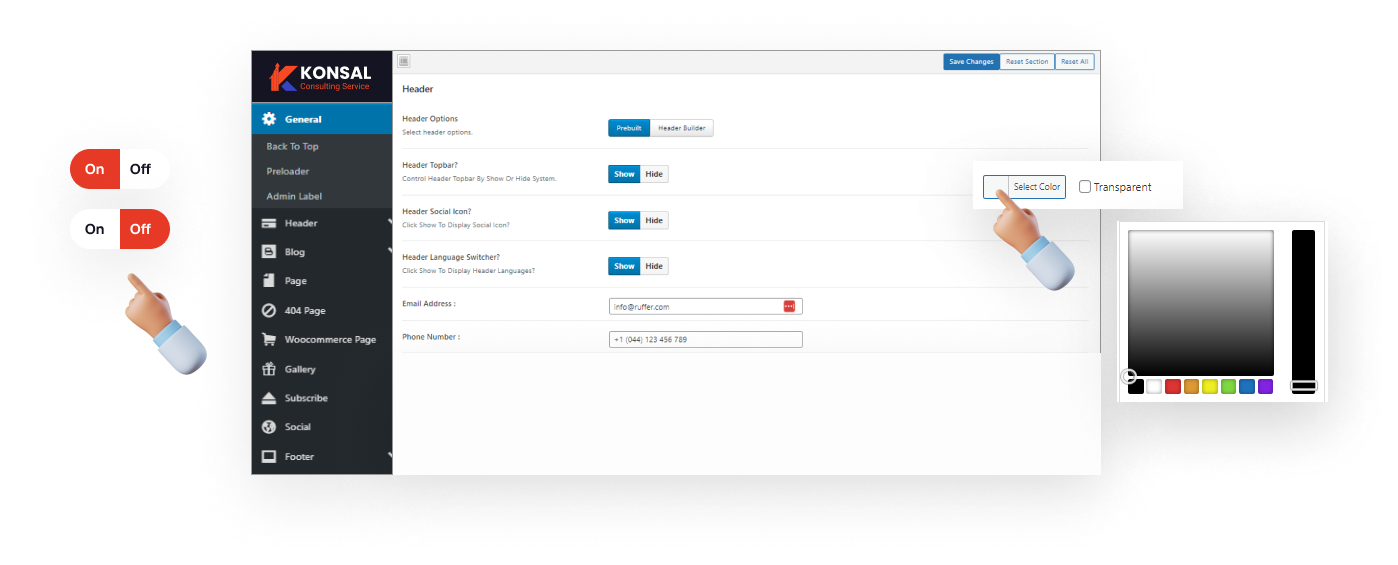 On Off
On Off
KONSAL
Consulting Service
General
Back To Top
Preloader
Admin Label
Header
Blog
Page
404 Page
Woocommerce Page
Gallery
Subscribe
Social
Footer
Save Changes Reset Section Reset All
Header
Header Options
Select header options.
Prebuilt Header Builder
Header Topbar?
Control Header Topbar By Show Or Hide System.
Show Hide
Header Social Icon?
Click Show To Display Social Icon?
Show Hide
Header Language Switcher?
Click Show To Display Header Languages?
Show Hide
Email Address :
info@ruffer.com
Phone Number :
+1 (044) 123 456 789
Select Color Transparent